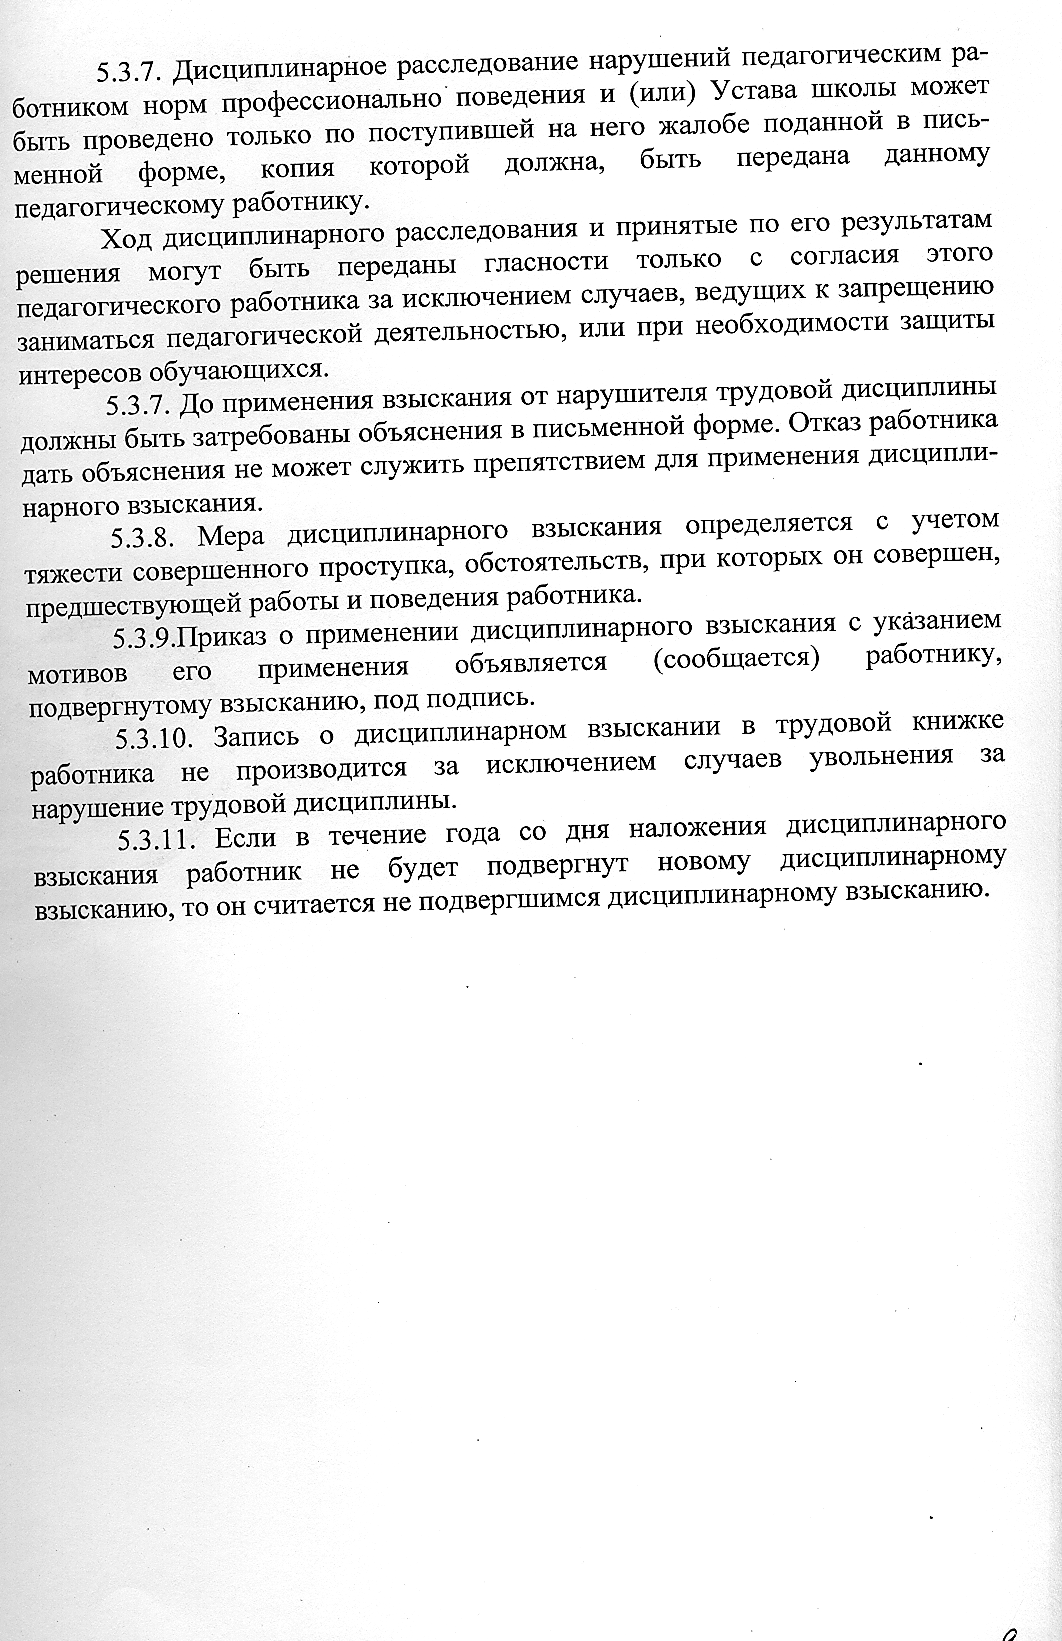 5.3.7. Дисциплинарное расследование нарушений педагогическим ра-
ботником норм профессионально поведения и (или) Устава школы может
быть проведено только по поступившей на него жалобе поданной в пись-
менной форме, копия которой должна, быть передана данному
педагогическому работнику.
Ход дисциплинарного расследования и принятые по его результатам
решения могут быть переданы гласности только с согласия этого
педагогического работника за исключением случаев, ведущих к запрещению
заниматься педагогической деятельностью, или при необходимости защиты
интересов обучающихся.
5.3.7. До применения взыскания от нарушителя трудовой дисциплины
должны быть затребованы объяснения в письменной форме. Отказ работника
дать объяснения не может служить препятствием для применения дисципли-
нарного взыскания.
5.3.8. Мера дисциплинарного взыскания определяется с учетом
тяжести совершенного проступка, обстоятельств, при которых он совершен,
предшествующей работы и поведения работника.
5.3.9.Приказ о применении дисциплинарного взыскания с указанием
мотивов его применения объявляется (сообщается) работнику,
подвергнутому взысканию, под подпись.
5.3.10. Запись о дисциплинарном взыскании в трудовой книжке
работника не производится за исключением случаев увольнения за
нарушение трудовой дисциплины.
5.3.11. Если в течение года со дня наложения дисциплинарного
взыскания работник не будет подвергнут новому дисциплинарному
взысканию, то он считается не подвергшимся дисциплинарному взысканию.